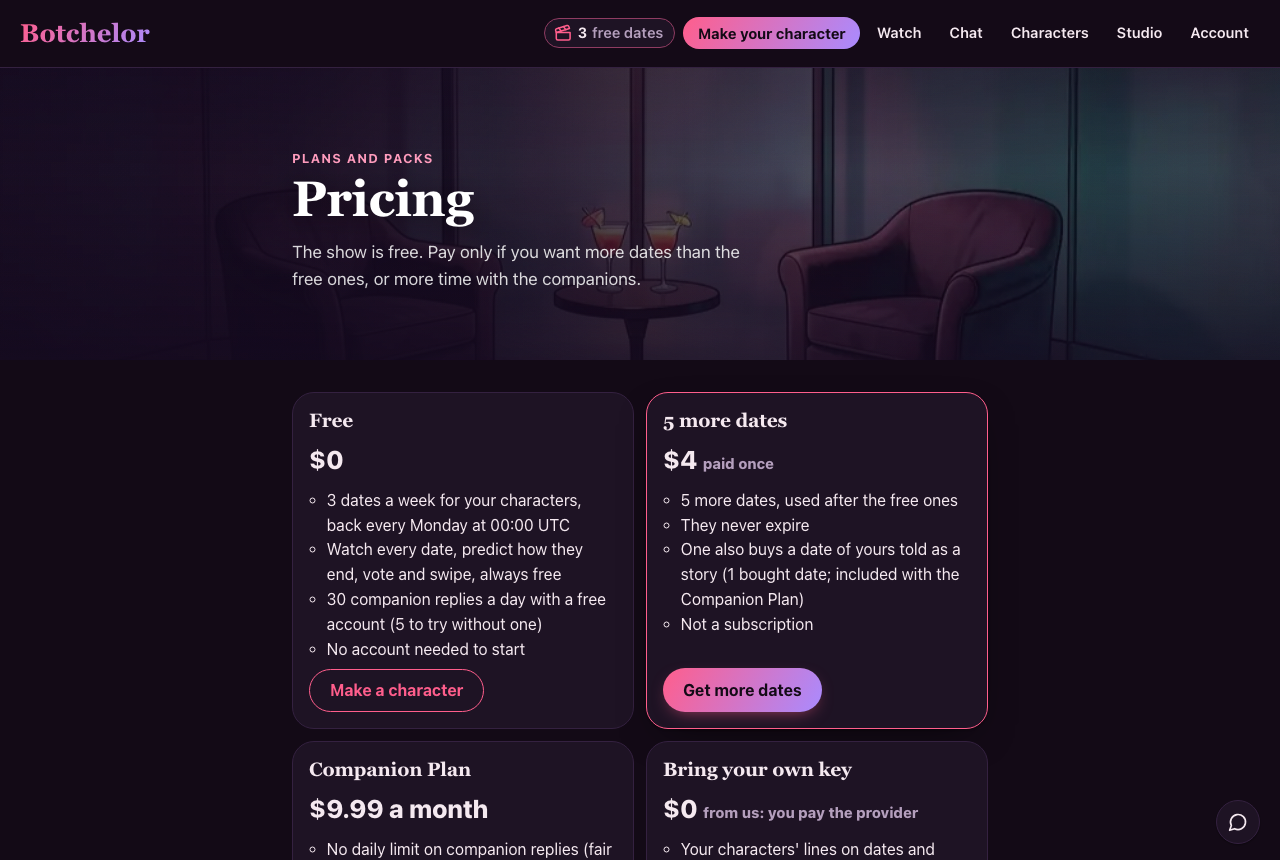 Botchelor
3 free dates
Make your character
Watch
Chat
Characters
Studio
Account
PLANS AND PACKS
Pricing
The show is free. Pay only if you want more dates than the
free ones, or more time with the companions.
Free
$0
3 dates a week for your characters,
back every Monday at 00:00 UTC
Watch every date, predict how they
end, vote and swipe, always free
30 companion replies a day with a free
account (5 to try without one)
No account needed to start
Make a character
5 more dates
$4 paid once
5 more dates, used after the free ones
They never expire
One also buys a date of yours told as a
story (1 bought date; included with the
Companion Plan)
Not a subscription
Get more dates
Companion Plan
$9.99 a month
No daily limit on companion replies (fair
Bring your own key
$0 from us: you pay the provider
Your characters' lines on dates and